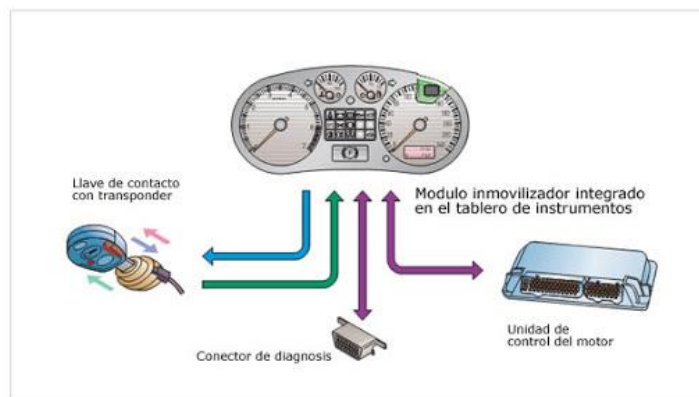 Llave de contacto
con transponder
Modulo inmovilizador integrado
en el tablero de instrumentos
Conector de diagnosis
Unidad de
control del motor